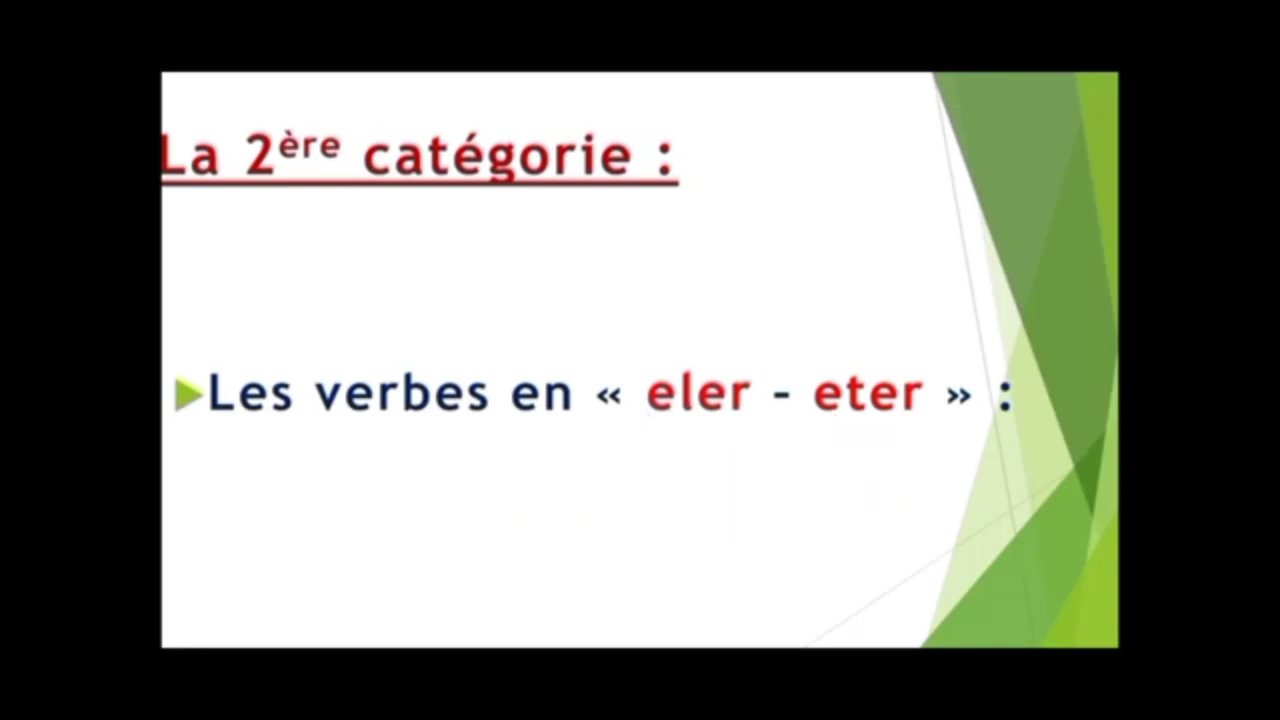 La 2ère catégorie :
Les verbes en « eler – eter » :